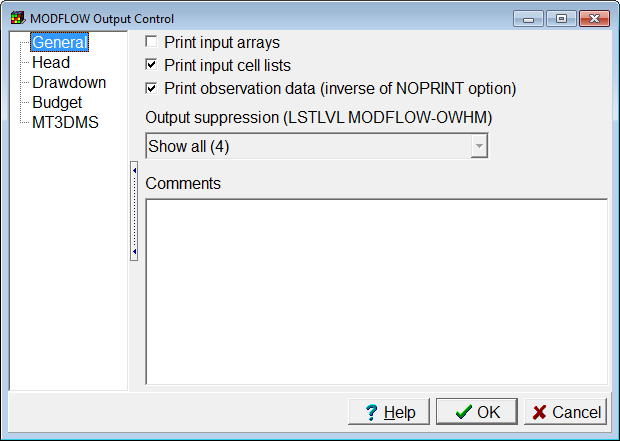 MODFLOW Output Control
General
Head
Drawdown
Budget
MT3DMS
Print input arrays
Print input cell lists
Print observation data (inverse of NOPRINT option)
Output suppression (LSTLVL MODFLOW-OWHM)
Show all (4)
Comments
? Help
OK
Cancel